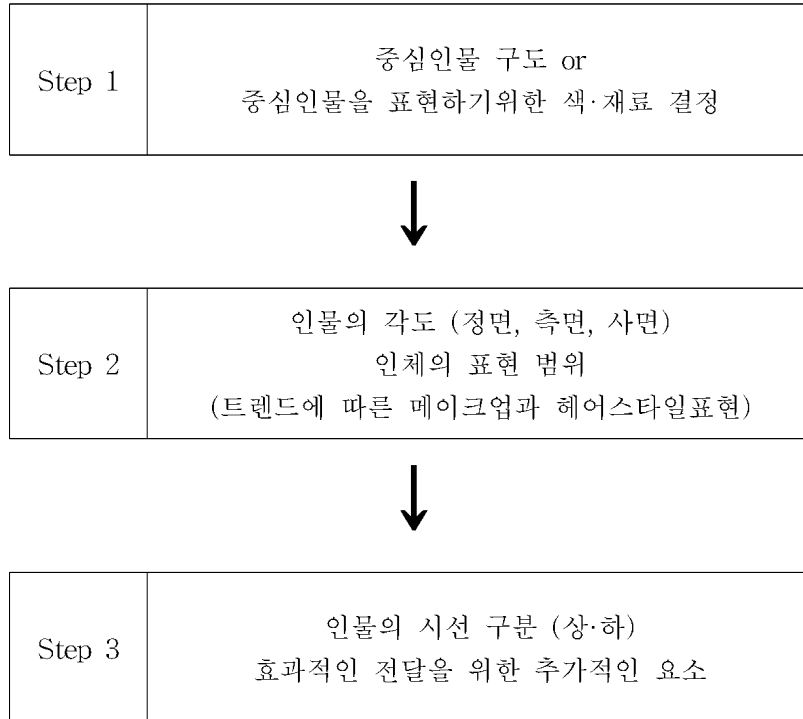 Step 1
중심인물 구도 or
중심인물을 표현하기위한 색·재료 결정
Step 2
인물의 각도 (정면, 측면, 사면)
인체의 표현 범위
(트렌드에 따른 메이크업과 헤어스타일표현)
Step 3
인물의 시선 구분 (상·하)
효과적인 전달을 위한 추가적인 요소